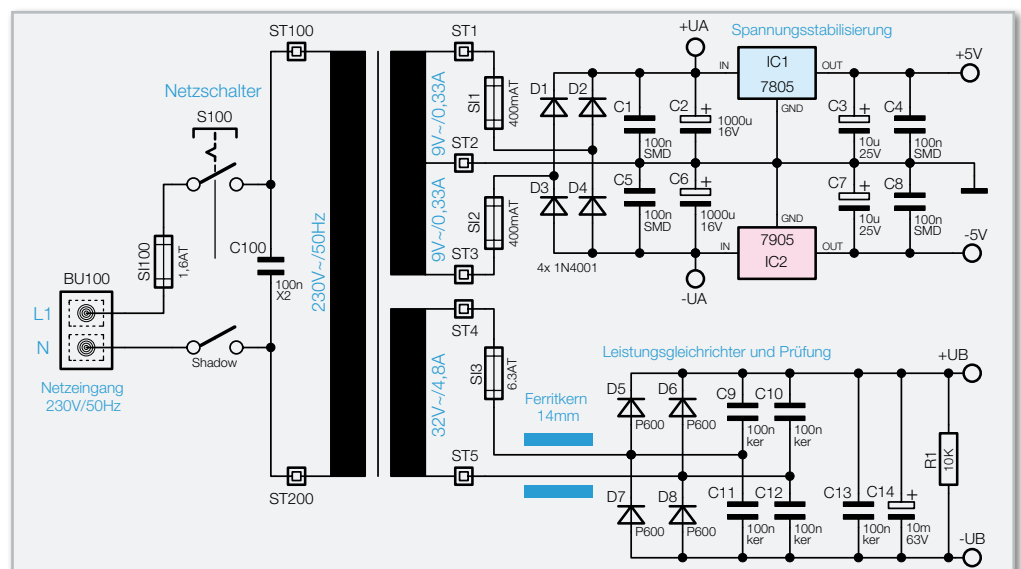 ST100
ST1
+UA
Spannungsstabilisierung
+5V
Netzschalter
S100
SI1
400mAT
D1
D2
C1
100n
SMD
C2
+
1000u
16V
IN
IC1
7805
OUT
GND
C3
+
10u
25V
C4
100n
SMD
9V~/0,33A
ST2
9V~/0,33A
SI2
400mAT
D3
D4
C5
100n
SMD
C6
+
1000u
16V
GND
IN
7905
IC2
OUT
C7
+
10u
25V
C8
100n
SMD
-5V
4x 1N4001
-UA
ST3
SI100
1,6AT
C100
100n
X2
230V~/50Hz
BU100
L1
N
Shadow
Netzeingang
230V/50Hz
ST4
SI3
6.3AT
32V~/4,8A
ST5
ST200
Leistungsgleichrichter und Prüfung
+UB
Ferritkern
14mm
D5
P600
D6
P600
C9
100n
ker
C10
100n
ker
R1
10K
D7
P600
D8
P600
C11
100n
ker
C12
100n
ker
C13
100n
ker
C14
+
10m
63V
-UB